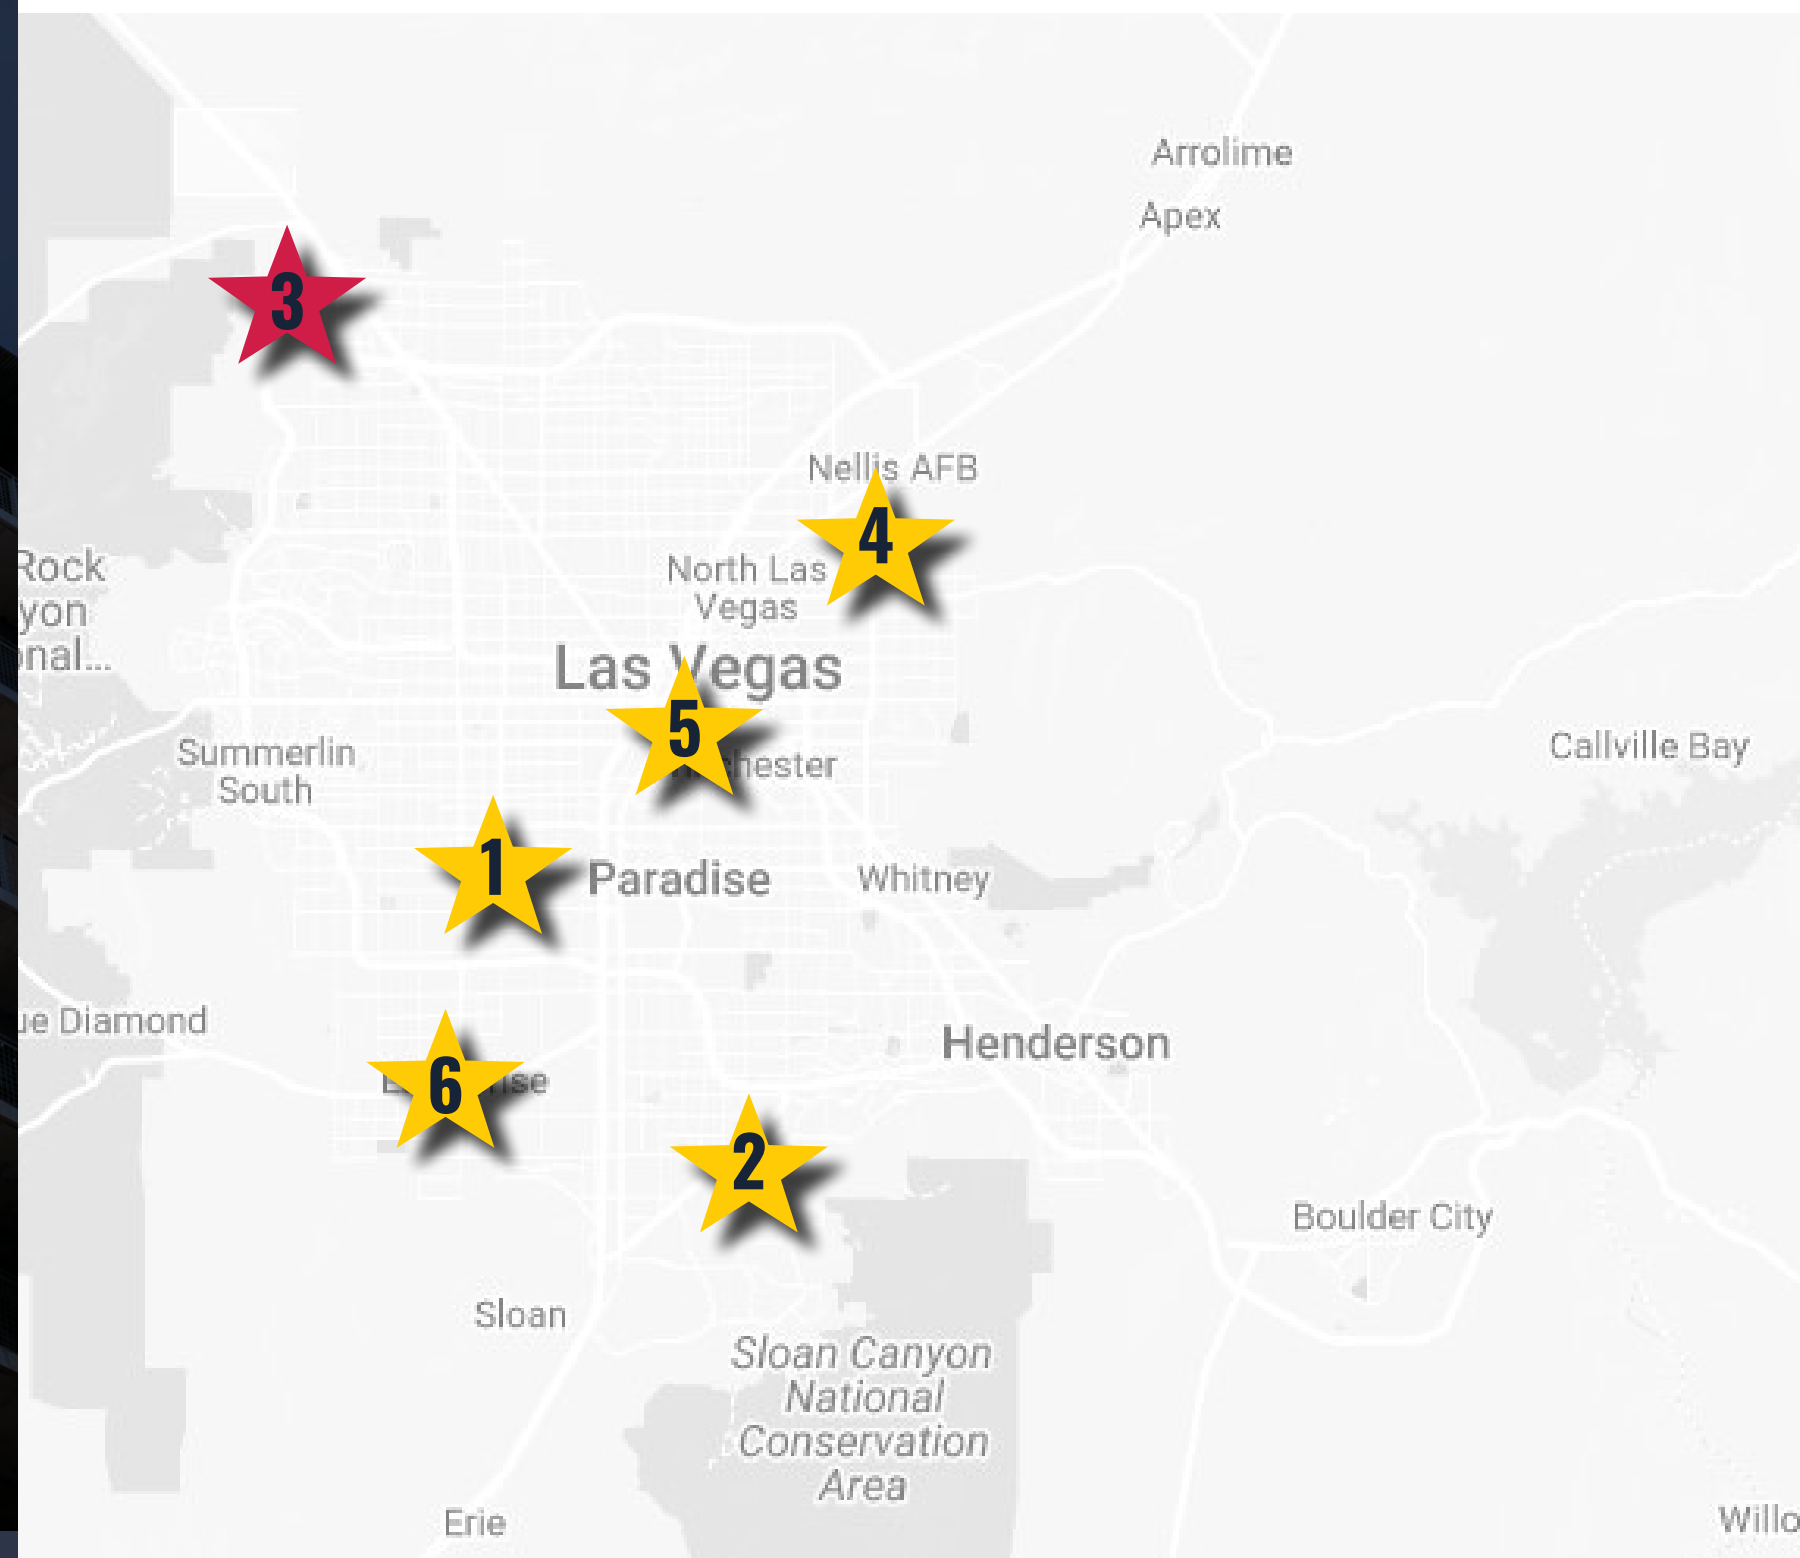 Arrolime
Apex
3
Nellis AFB
4
Rock
yon
onal...
North Las
Vegas
Las Vegas
5
Summerlin
South
Callville Bay
1
Paradise
Whitney
ue Diamond
Henderson
6
2
Boulder City
Sloan
Sloan Canyon
National
Conservation
Area
Erie
Willo